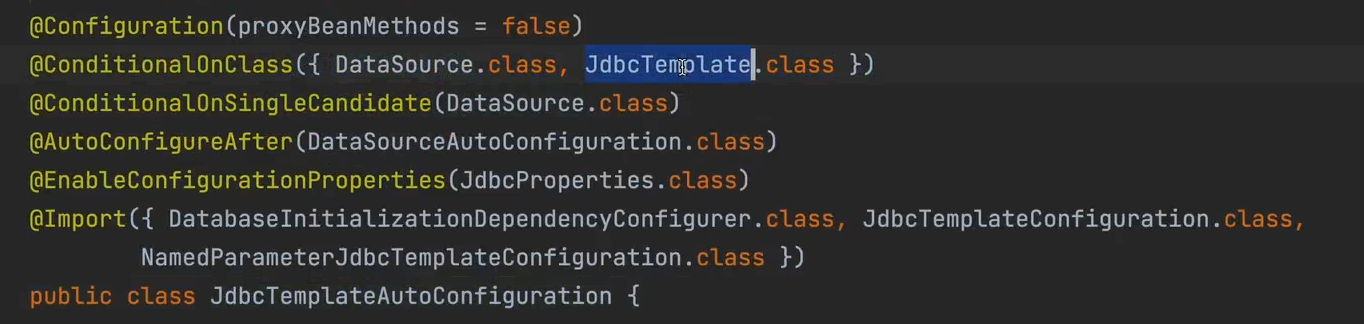 @Configuration(proxyBeanMethods = false)
@ConditionalOnClass({ DataSource.class, JdbcTemplate.class })
@ConditionalOnSingleCandidate(DataSource.class)
@AutoConfigureAfter(DataSourceAutoConfiguration.class)
@EnableConfigurationProperties(JdbcProperties.class)
@Import({ DatabaseInitializationDependencyConfigurer.class, JdbcTemplateConfiguration.class,
NamedParameterJdbcTemplateConfiguration.class })
public class JdbcTemplateAutoConfiguration {